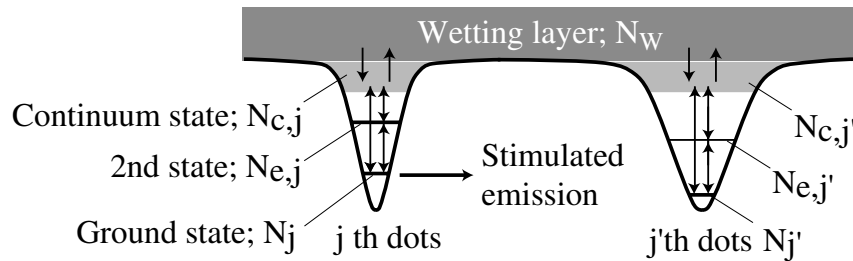 Wetting layer; Nw
Continuum state; Nc,j
2nd state; Ne,j
Ground state; Nj
j th dots
Stimulated
emission
Nc,j'
Ne,j'
j'th dots Nj'